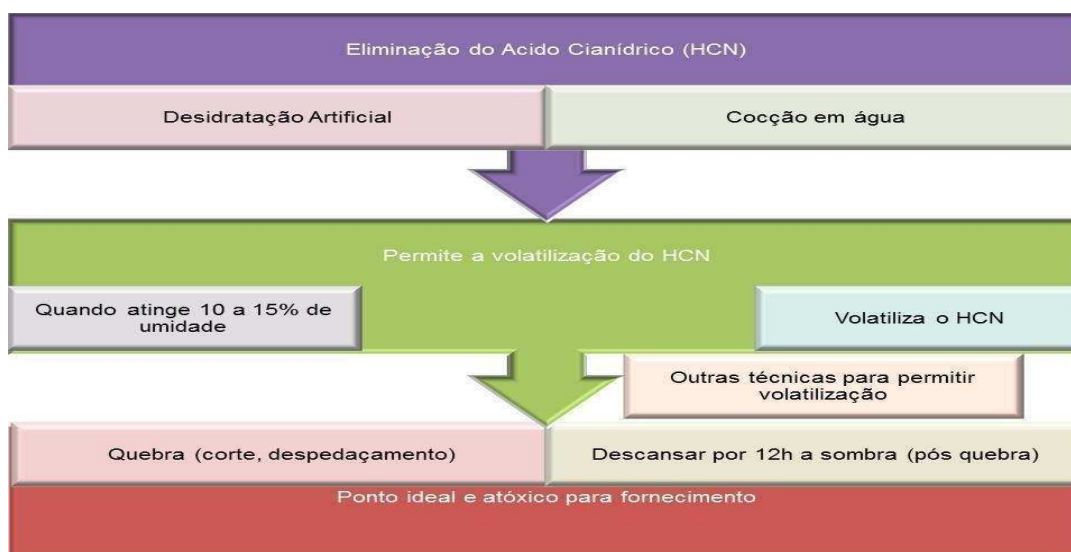 Eliminação do Acido Cianídrico (HCN)
Desidratação Artificial
Cocção em água
Permite a volatilização do HCN
Quando atinge 10 a 15% de
umidade
Volatiliza o HCN
Outras técnicas para permitir
volatilização
Quebra (corte, despedaçamento)
Descansar por 12h a sombra (pós quebra)
Ponto ideal e atóxico para fornecimento